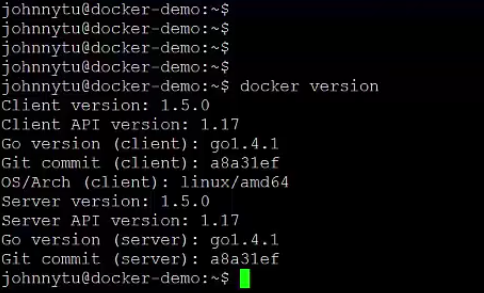 johnnytu@docker-demo:~$
johnnytu@docker-demo:~$
johnnytu@docker-demo:~$
johnnytu@docker-demo:~$
johnnytu@docker-demo:~$ docker version
Client version: 1.5.0
Client API version: 1.17
Go version (client): go1.4.1
Git commit (client): a8a31ef
OS/Arch (client): linux/amd64
Server version: 1.5.0
Server API version: 1.17
Go version (server): go1.4.1
Git commit (server): a8a31ef
johnnytu@docker-demo:~$